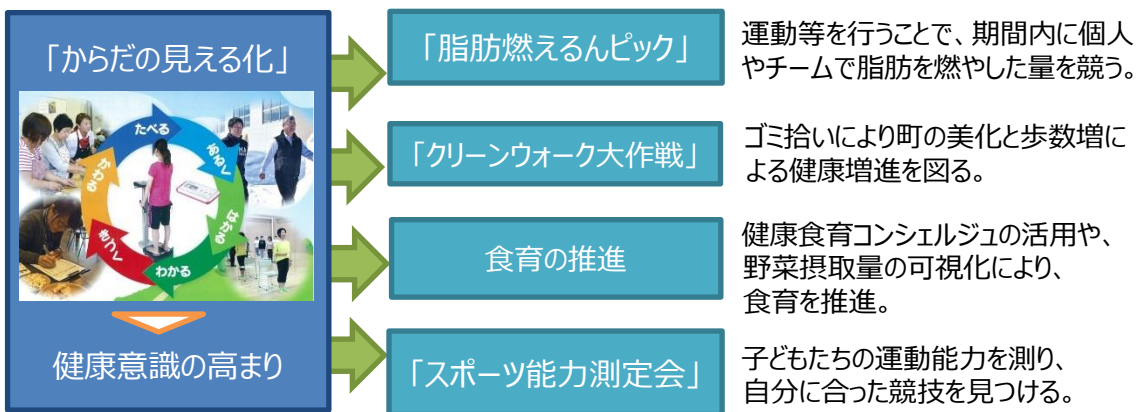 「からだの見える化」
たべる
あるく
はかる
わかる
きづく
かわる
健康意識の高まり
「脂肪燃えるんピック」
運動等を行うことで、期間内に個人
やチームで脂肪を燃やした量を競う。
「クリーンウォーク大作戦」
ゴミ拾いにより町の美化と歩数増に
よる健康増進を図る。
食育の推進
健康食育コンシェルジュの活用や、
野菜摂取量の可視化により、
食育を推進。
「スポーツ能力測定会」
子どもたちの運動能力を測り、
自分に合った競技を見つける。